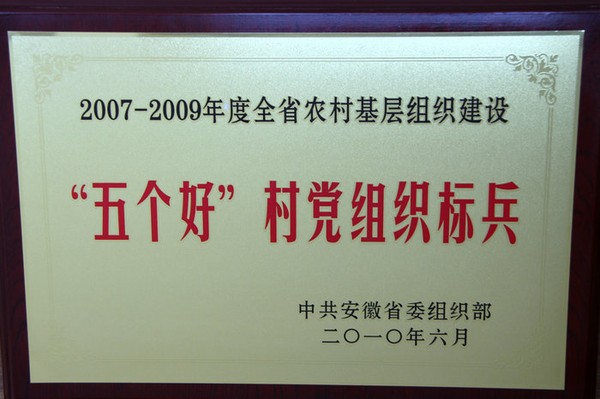 2007-2009年度全省农村基层组织建设
“五个好”村党组织标兵
中共安徽省委组织部
二〇一〇年六月